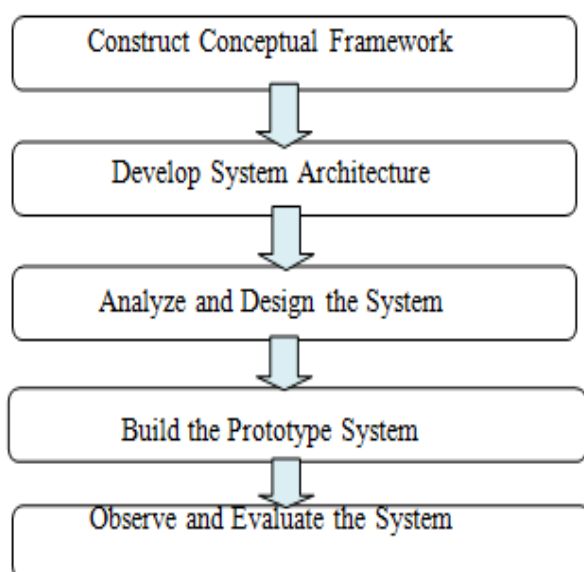 Construct Conceptual Framework
Develop System Architecture
Analyze and Design the System
Build the Prototype System
Observe and Evaluate the System